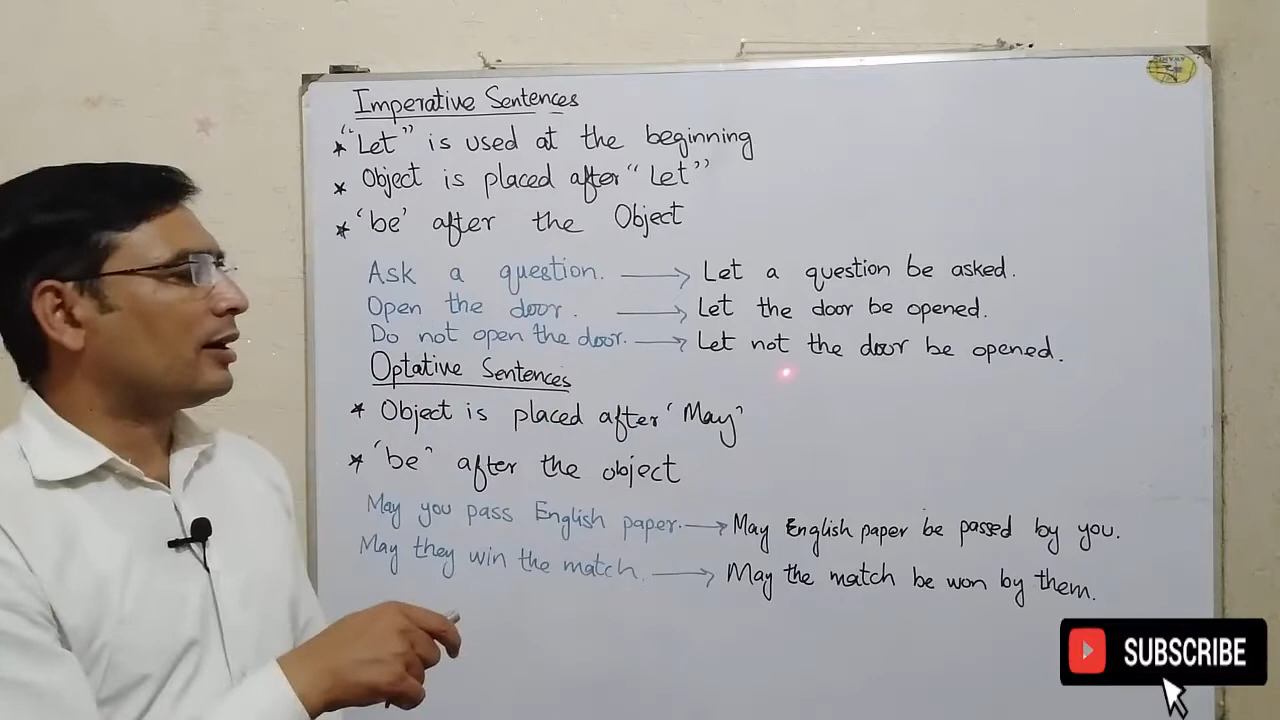 Imperative Sentences
* "Let" is used at the beginning
* Object is placed after "Let"
* 'be' after the Object
Ask a question. → Let a question be asked.
Open the door. → Let the door be opened.
Do not open the door. → Let not the door be opened.
Optative Sentences
* Object is placed after 'May'
* 'be' after the object
May you pass English paper. → May English paper be passed by you.
May they win the match. → May the match be won by them.
SUBSCRIBE